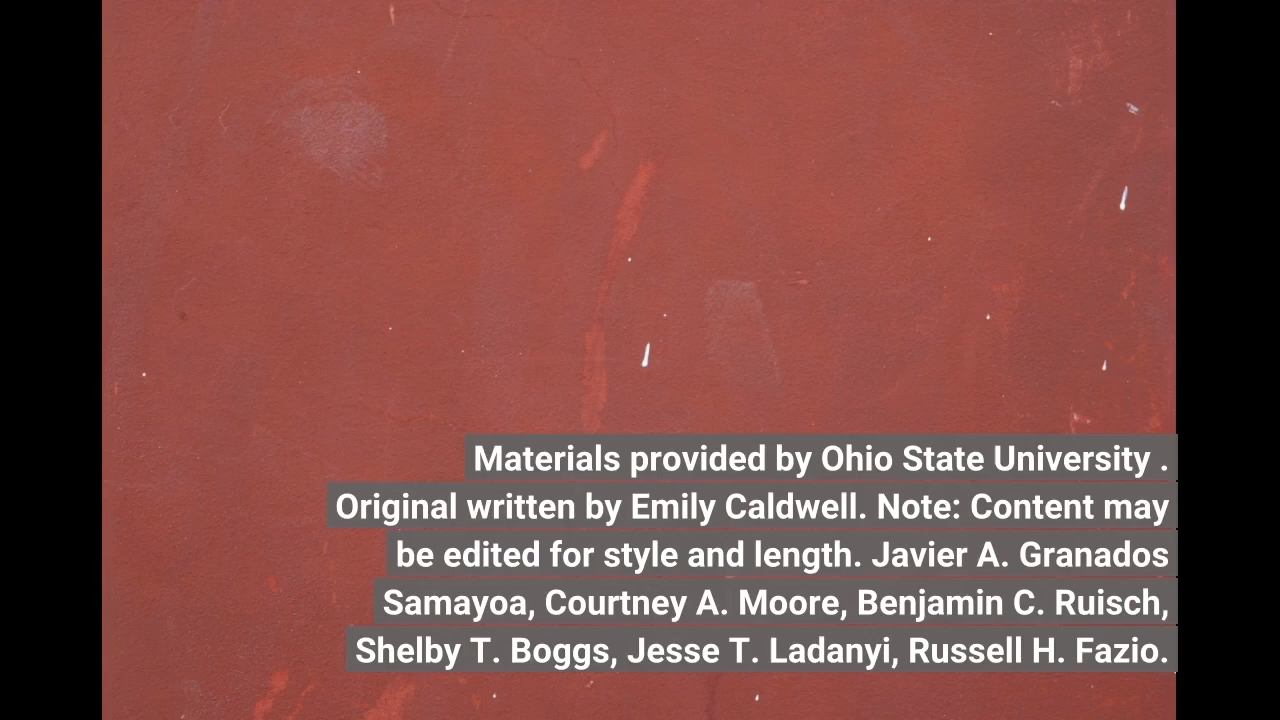 Materials provided by Ohio State University .
Original written by Emily Caldwell. Note: Content may
be edited for style and length. Javier A. Granados
Samayoa, Courtney A. Moore, Benjamin C. Ruisch,
Shelby T. Boggs, Jesse T. Ladanyi, Russell H. Fazio.